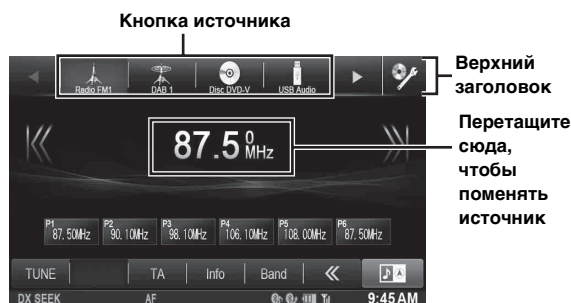 Кнопка источника
Radio FM1 DAB 1 Disc DVD-V USB Audio
Верхний
заголовок
Перетащите
сюда,
чтобы
поменять
источник
87.5 0 MHz
P1 87. 50MHz P2 90. 10MHz P3 98. 10MHz P4 106. 10MHz P5 108. 00MHz P6 87. 50MHz
TUNE TA Info Band «
DX SEEK AF 9:45 AM